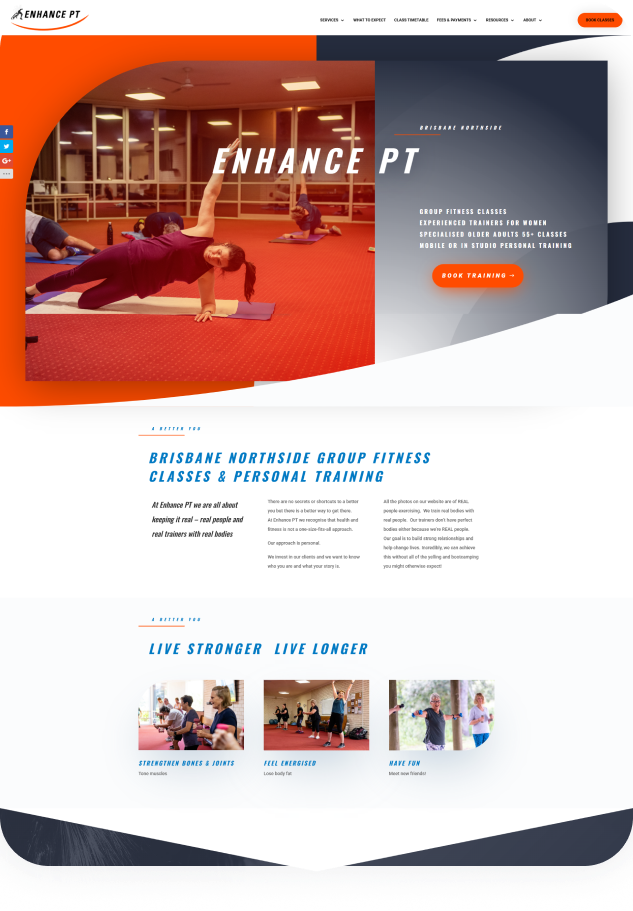 ENHANCE PT
SERVICES
WHAT TO EXPECT
CLASS TIMETABLE
FEES & PAYMENTS
RESOURCES
ABOUT
BOOK CLASSES
BRISBANE NORTHSIDE
ENHANCE PT
GROUP FITNESS CLASSES
EXPERIENCED TRAINERS FOR WOMEN
SPECIALISED OLDER ADULTS 55+ CLASSES
MOBILE OR IN STUDIO PERSONAL TRAINING
BOOK TRAINING →
A BETTER YOU
BRISBANE NORTHSIDE GROUP FITNESS
CLASSES & PERSONAL TRAINING
At Enhance PT we are all about
keeping it real – real people and
real trainers with real bodies
There are no secrets or shortcuts to a better
you but there is a better way to get there.
At Enhance PT we recognise that health and
fitness is not a one-size-fits-all approach.
Our approach is personal
We invest in our clients and we want to know
who you are and what your story is.
All the photos on our website are of REAL
people exercising. We train real bodies with
real people. Our trainers don't have perfect
bodies either because we're REAL people.
Our goal is to build strong relationships and
help change lives. Incredibly, we can achieve
this without all of the yelling and bootcamping
you might otherwise expect!
A BETTER YOU
LIVE STRONGER LIVE LONGER
STRENGTHEN BONES & JOINTS
Tone muscles
FEEL ENERGISED
Lose body fat
HAVE FUN
Meet new friends!